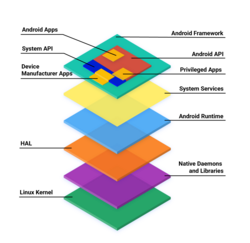 Android Apps
Android Framework
System API
Android API
Device
Manufacturer Apps
Privileged Apps
System Services
Android Runtime
HAL
Native Daemons
and Libraries
Linux Kernel